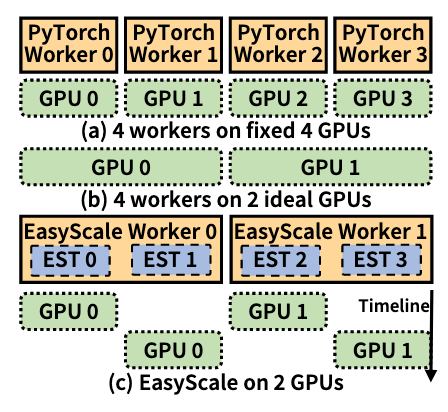 PyTorch Worker 0 PyTorch Worker 1 PyTorch Worker 2 PyTorch Worker 3
GPU 0 GPU 1 GPU 2 GPU 3
(a) 4 workers on fixed 4 GPUs
GPU 0 GPU 1
(b) 4 workers on 2 ideal GPUs
EasyScale Worker 0 EasyScale Worker 1
EST 0 EST 1 EST 2 EST 3
GPU 0 GPU 1 Timeline
GPU 0 GPU 1
(c) EasyScale on 2 GPUs